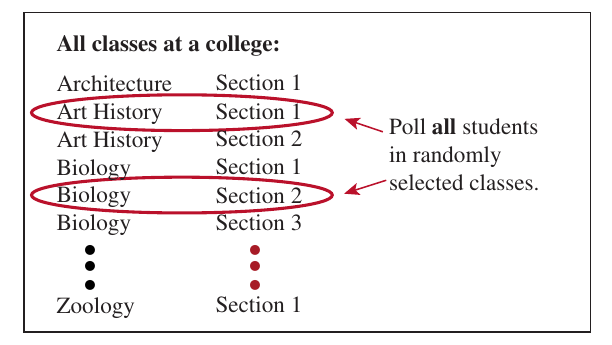 All classes at a college:
Architecture Section 1
Art History Section 1
Art History Section 2
Biology Section 1
Biology Section 2
Biology Section 3
Zoology Section 1
Poll all students
in randomly
selected classes.